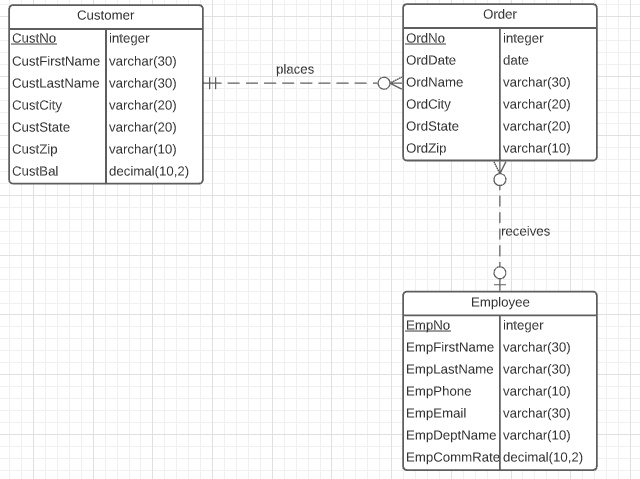 Customer
CustNo integer
CustFirstName varchar(30)
CustLastName varchar(30)
CustCity varchar(20)
CustState varchar(20)
CustZip varchar(10)
CustBal decimal(10,2)
places
Order
OrdNo integer
OrdDate date
OrdName varchar(30)
OrdCity varchar(20)
OrdState varchar(20)
OrdZip varchar(10)
receives
Employee
EmpNo integer
EmpFirstName varchar(30)
EmpLastName varchar(30)
EmpPhone varchar(10)
EmpEmail varchar(30)
EmpDeptName varchar(10)
EmpCommRate decimal(10,2)